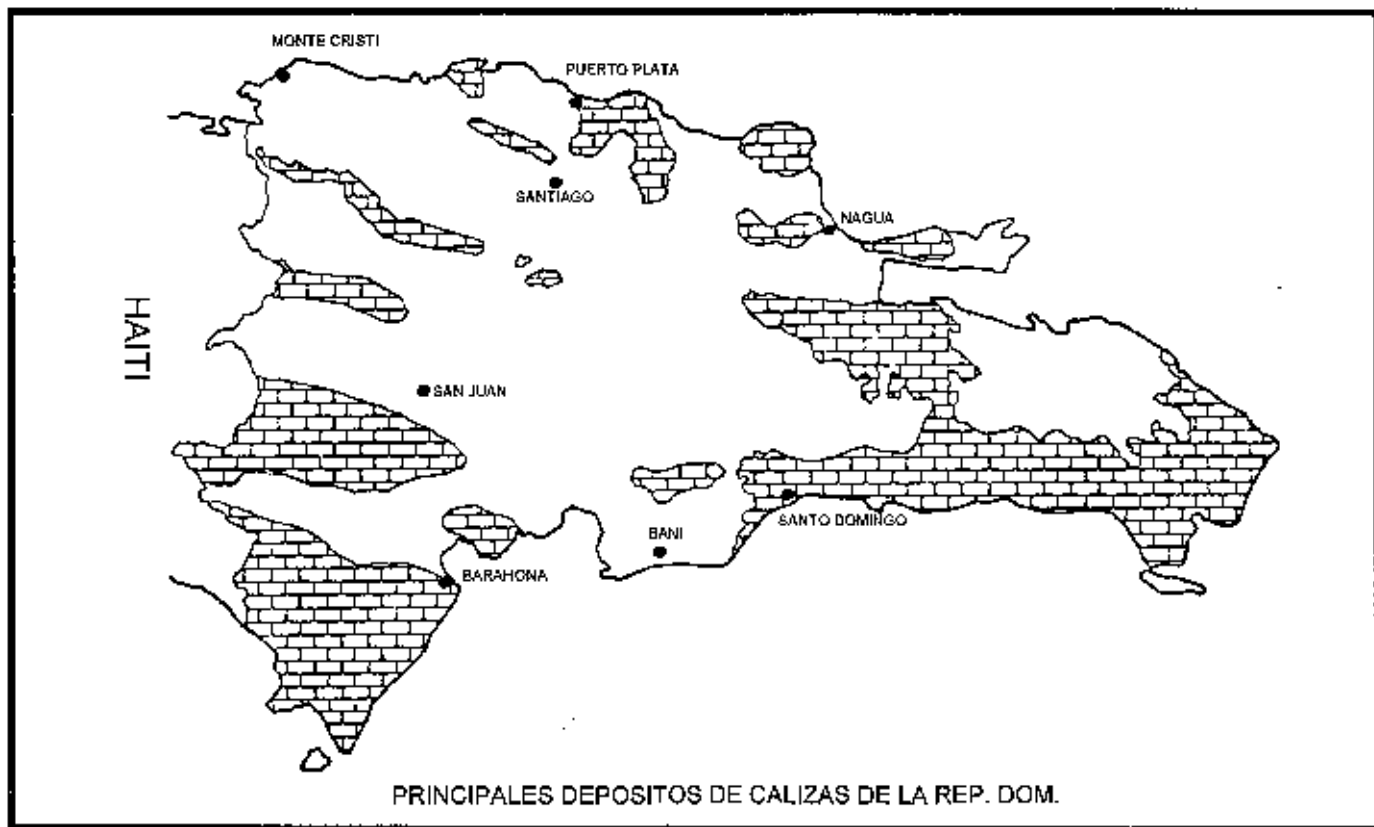 MONTE CRISTI
PUERTO PLATA
SANTIAGO
NAGUA
HAITI
SAN JUAN
SANTO DOMINGO
BANI
BARAHONA
PRINCIPALES DEPOSITOS DE CALIZAS DE LA REP. DOM.